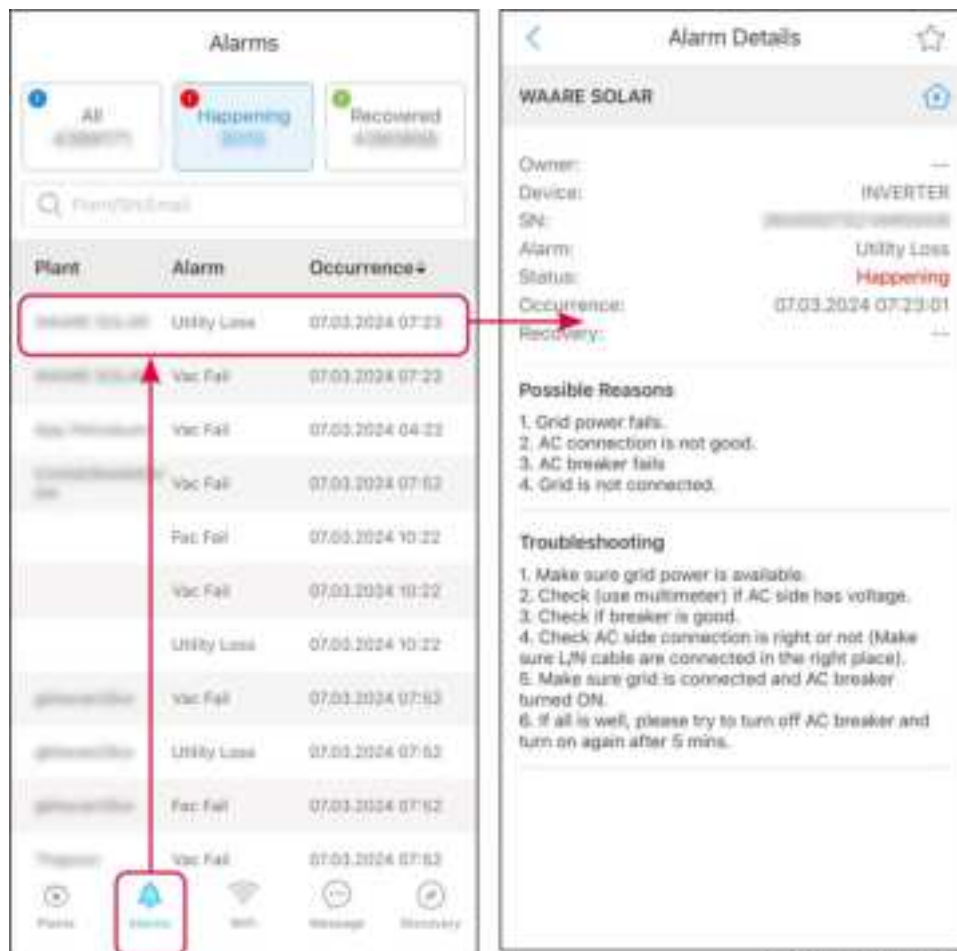 Alarms
All
Happening
Recovered
Plant Alarm Occurrence↓
WAARE SOLAR Utility Loss 07.03.2024 07:23
Vac Fail 07.03.2024 07:23
Vac Fail 07.03.2024 04:22
Vac Fail 07.03.2024 07:52
Fac Fail 07.03.2024 10:22
Vac Fail 07.03.2024 10:22
Utility Loss 07.03.2024 10:22
Vac Fail 07.03.2024 07:52
Utility Loss 07.03.2024 07:52
Fac Fail 07.03.2024 07:52
Vac Fail 07.03.2024 07:52
Plants Alarms WiFi Message Discovery
Alarm Details
WAARE SOLAR
Owner: --
Device: INVERTER
SN:
Alarm: Utility Loss
Status: Happening
Occurrence: 07.03.2024 07:23:01
Recovery: --
Possible Reasons
1. Grid power fails.
2. AC connection is not good.
3. AC breaker fails
4. Grid is not connected.
Troubleshooting
1. Make sure grid power is available.
2. Check (use multimeter) if AC side has voltage.
3. Check if breaker is good.
4. Check AC side connection is right or not (Make
sure L/N cable are connected in the right place).
5. Make sure grid is connected and AC breaker
turned ON.
6. If all is well, please try to turn off AC breaker and
turn on again after 5 mins.